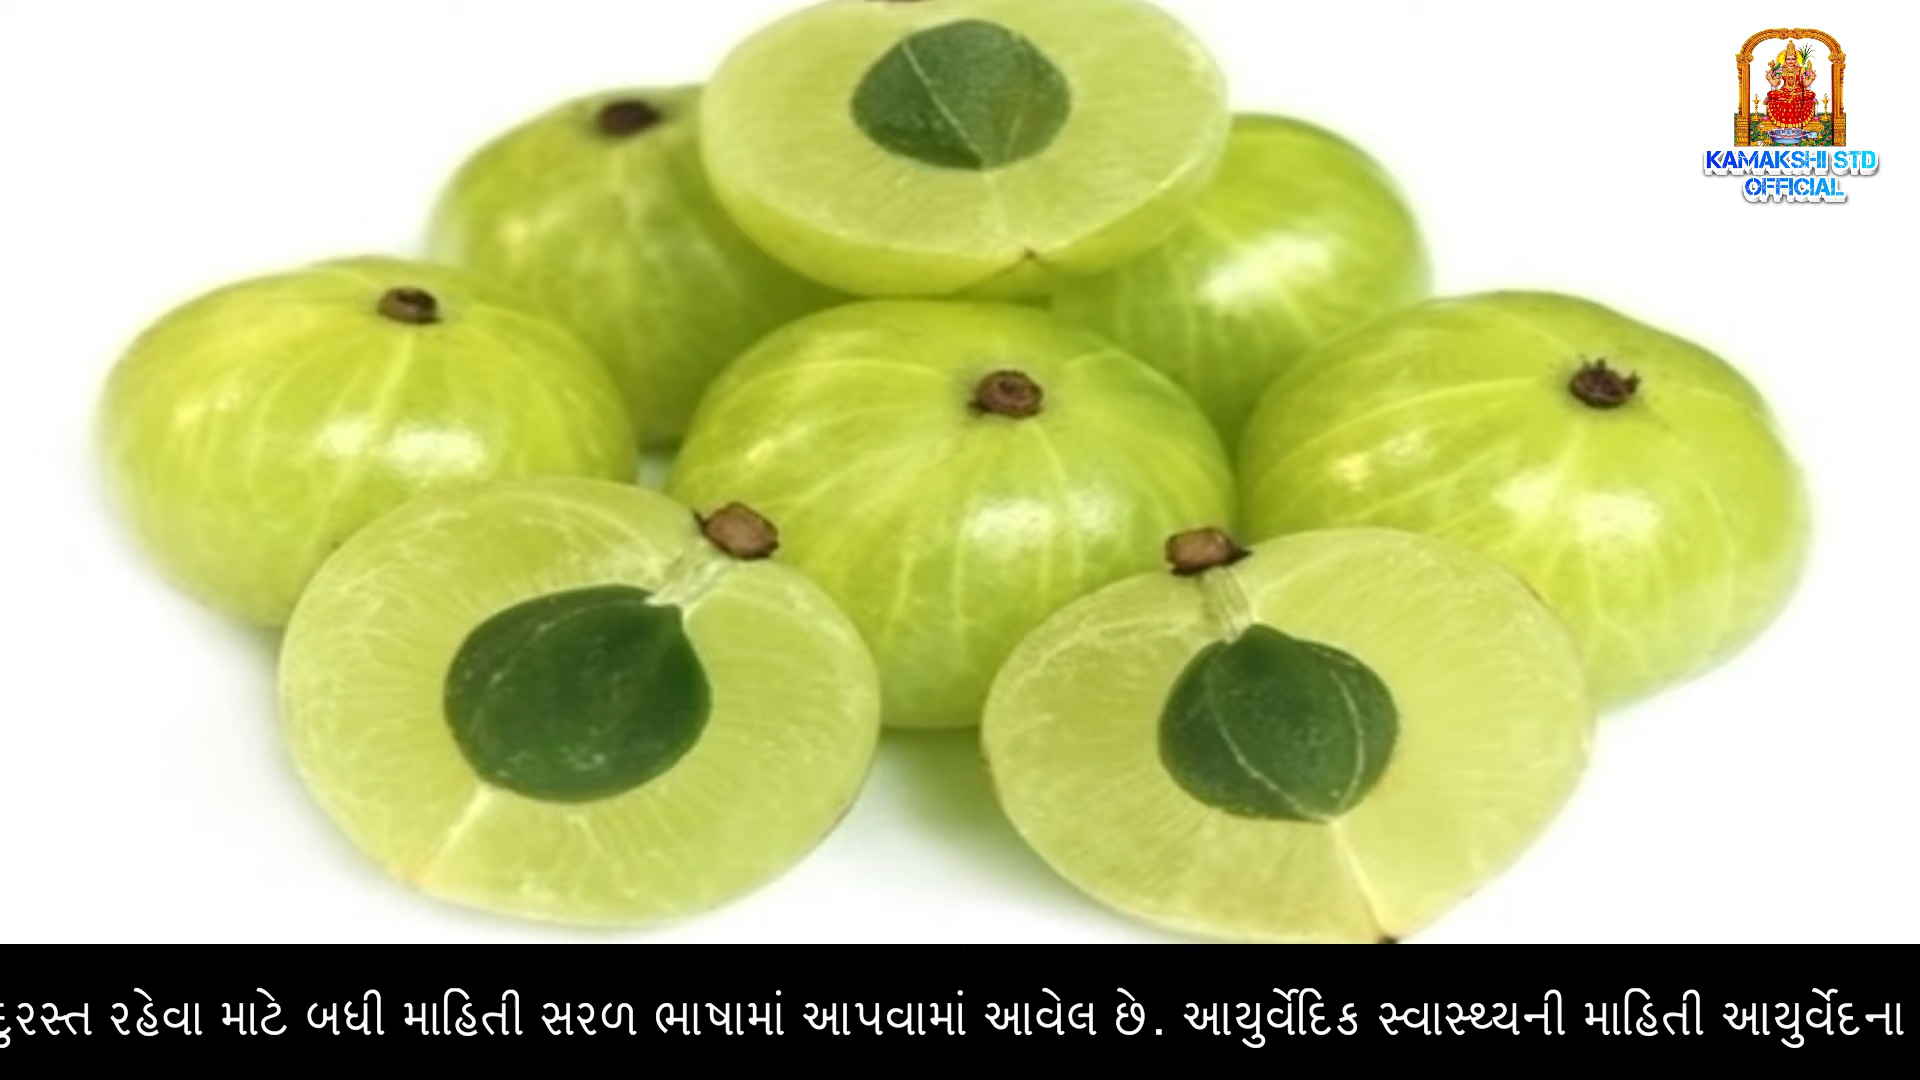 KAMAKSHI STD
OFFICIAL
દુરસ્ત રહેવા માટે બધી માહિતી સરળ ભાષામાં આપવામાં આવેલ છે. આયુર્વેદિક સ્વાસ્થ્યની માહિતી આયુર્વેદના